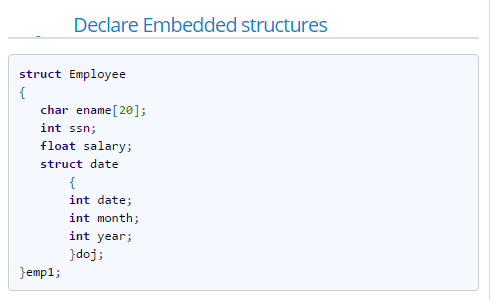 Declare Embedded structures
struct Employee
{
char ename[20];
int ssn;
float salary;
struct date
{
int date;
int month;
int year;
}doj;
}emp1;